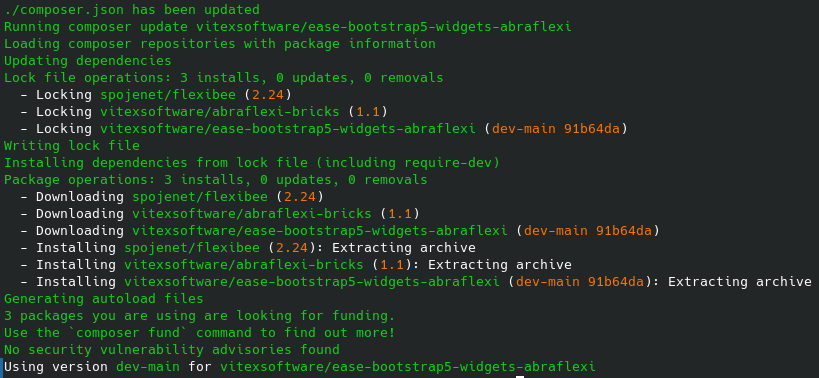 ./composer.json has been updated
Running composer update vitexsoftware/ease-bootstrap5-widgets-abraflexi
Loading composer repositories with package information
Updating dependencies
Lock file operations: 3 installs, 0 updates, 0 removals
  - Locking spojenet/flexibee (2.24)
  - Locking vitexsoftware/abraflexi-bricks (1.1)
  - Locking vitexsoftware/ease-bootstrap5-widgets-abraflexi (dev-main 91b64da)
Writing lock file
Installing dependencies from lock file (including require-dev)
Package operations: 3 installs, 0 updates, 0 removals
  - Downloading spojenet/flexibee (2.24)
  - Downloading vitexsoftware/abraflexi-bricks (1.1)
  - Downloading vitexsoftware/ease-bootstrap5-widgets-abraflexi (dev-main 91b64da)
  - Installing spojenet/flexibee (2.24): Extracting archive
  - Installing vitexsoftware/abraflexi-bricks (1.1): Extracting archive
  - Installing vitexsoftware/ease-bootstrap5-widgets-abraflexi (dev-main 91b64da): Extracting archive
Generating autoload files
3 packages you are using are looking for funding.
Use the `composer fund` command to find out more!
No security vulnerability advisories found
Using version dev-main for vitexsoftware/ease-bootstrap5-widgets-abraflexi